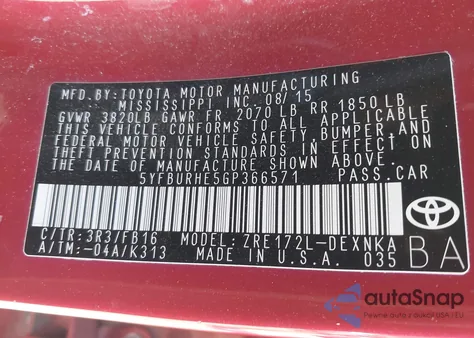 MFD.BY:TOYOTA MOTOR MANUFACTURING
MISSISSIPPI INC. 08/15
GVWR 3820LB GAWR FR 2070 LB RR 1850 LB
THIS VEHICLE CONFORMS TO ALL APPLICABLE
FEDERAL MOTOR VEHICLE SAFETY, BUMPER, AND
THEFT PREVENTION STANDARDS IN EFFECT ON
THE DATE OF MANUFACTURE SHOWN ABOVE.
5YFBURHE5GP366571 PASS.CAR
C/TR:3R3/FB16 MODEL:ZRE172L-DEXNKA
A/TM:-04A/K313 MADE IN U.S.A. 035
TOYOTA
BA
autoSnap